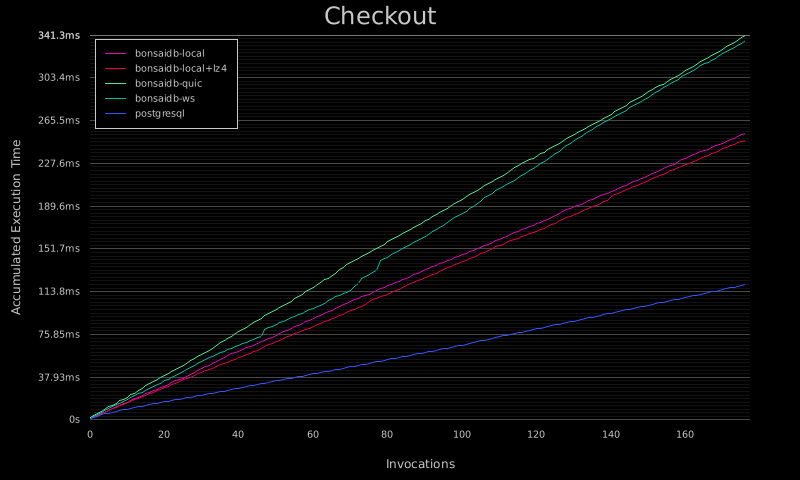 Checkout
341.3ms
303.4ms
265.5ms
227.6ms
189.6ms
151.7ms
113.8ms
75.85ms
37.93ms
0s
bonsaidb-local
bonsaidb-local+lz4
bonsaidb-quic
bonsaidb-ws
postgresql
Accumulated Execution Time
0 20 40 60 80 100 120 140 160
Invocations